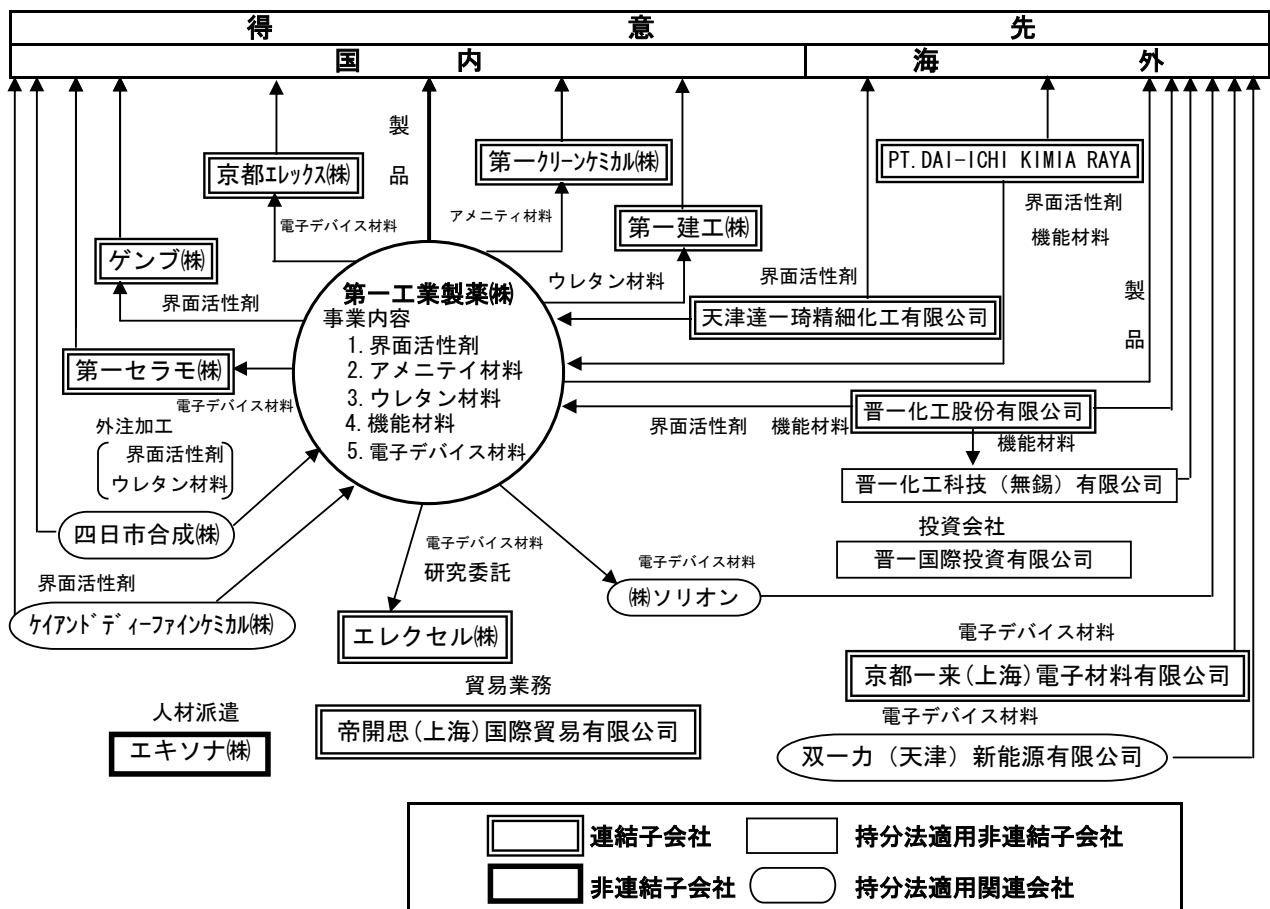 得意先
国内
海外
製品
京都エレックス㈱
第一クリーンケミカル㈱
PT.DAI-ICHI KIMIA RAYA
電子デバイス材料
アメニティ材料
界面活性剤
機能材料
第一建工㈱
ゲンブ㈱
界面活性剤
ウレタン材料
界面活性剤
天津達一琦精細化工有限公司
製品
第一工業製薬㈱
事業内容
1. 界面活性剤
2. アメニテイ材料
3. ウレタン材料
4. 機能材料
5. 電子デバイス材料
第一セラモ㈱
電子デバイス材料
晋一化工股份有限公司
界面活性剤 機能材料
機能材料
外注加工
界面活性剤
ウレタン材料
晋一化工科技（無錫）有限公司
四日市合成㈱
投資会社
晋一国際投資有限公司
電子デバイス材料
研究委託
電子デバイス材料
㈱ソリオン
界面活性剤
ケイアンドディーファインケミカル㈱
エレクセル㈱
電子デバイス材料
京都一来(上海)電子材料有限公司
貿易業務
帝開思(上海)国際貿易有限公司
電子デバイス材料
双一力（天津）新能源有限公司
人材派遣
エキソナ㈱
連結子会社
持分法適用非連結子会社
非連結子会社
持分法適用関連会社